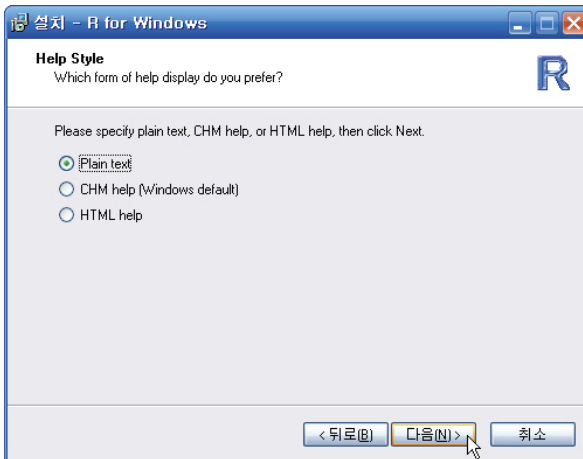 설치 - R for Windows
Help Style
Which form of help display do you prefer?
R
Please specify plain text, CHM help, or HTML help, then click Next.
Plain text
CHM help (Windows default)
HTML help
< 뒤로(B) 다음(N) > 취소